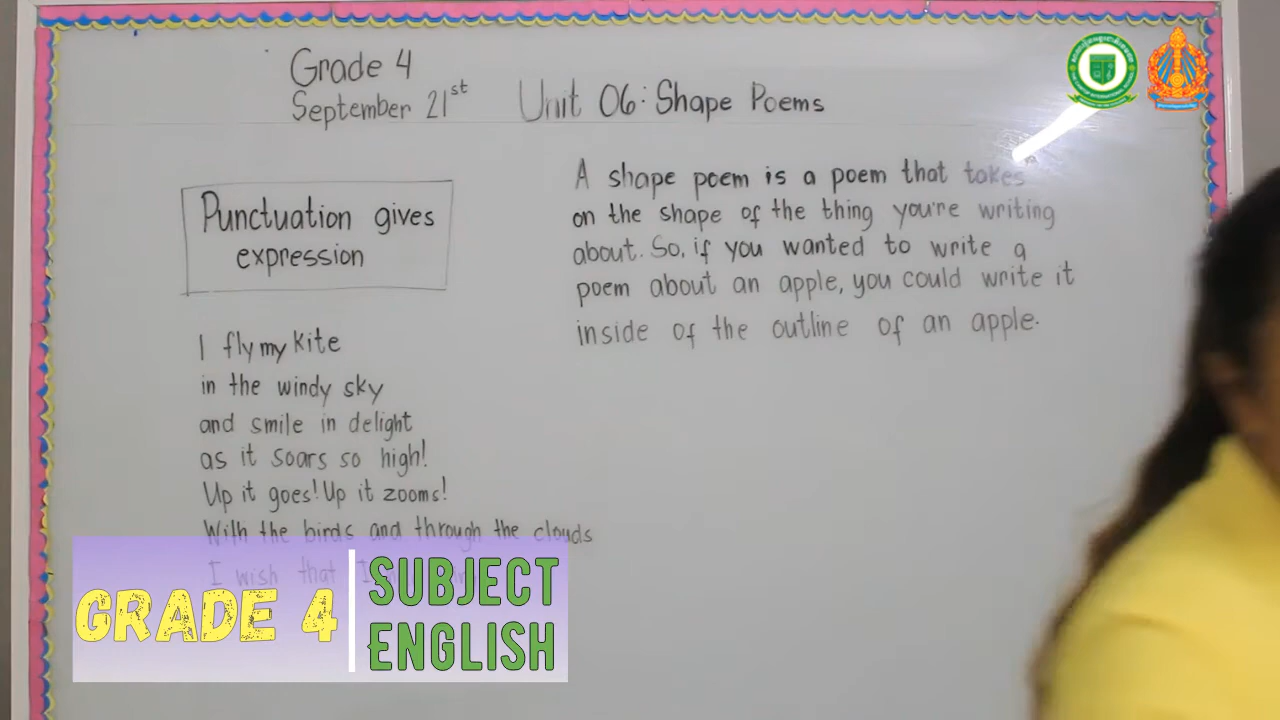 Grade 4
September 21st
Unit 06: Shape Poems
Punctuation gives
expression
I fly my kite
in the windy sky
and smile in delight
as it soars so high!
Up it goes! Up it zooms!
With the birds and through the clouds
I wish that I
A shape poem is a poem that takes
on the shape of the thing you're writing
about. So, if you wanted to write a
poem about an apple, you could write it
inside of the outline of an apple.
GRADE 4
SUBJECT
ENGLISH